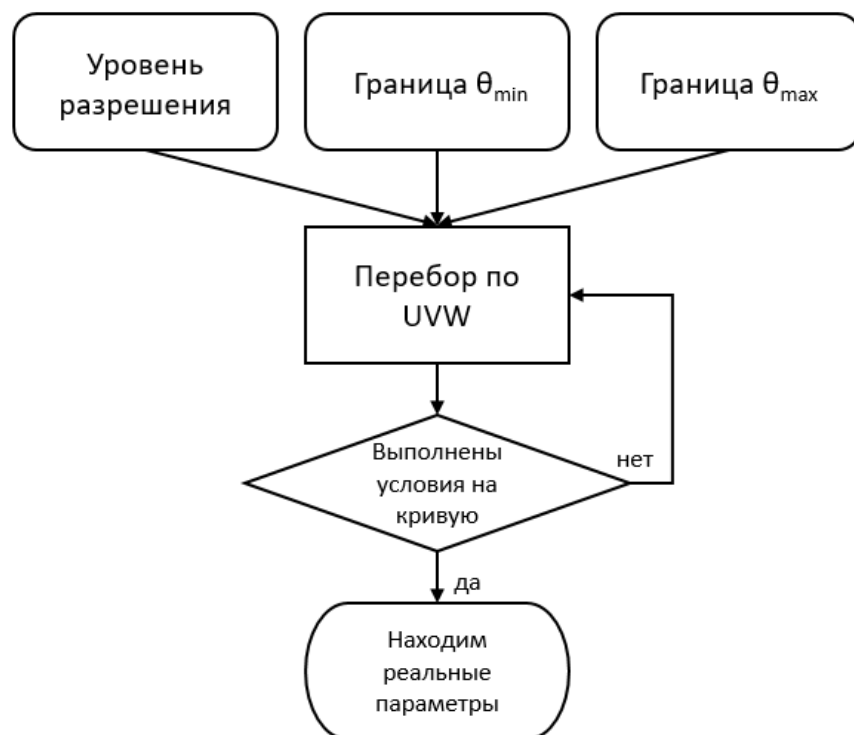 Уровень
разрешения
Граница θmin
Граница θmax
Перебор по
UVW
Выполнены
условия на
кривую
нет
да
Находим
реальные
параметры